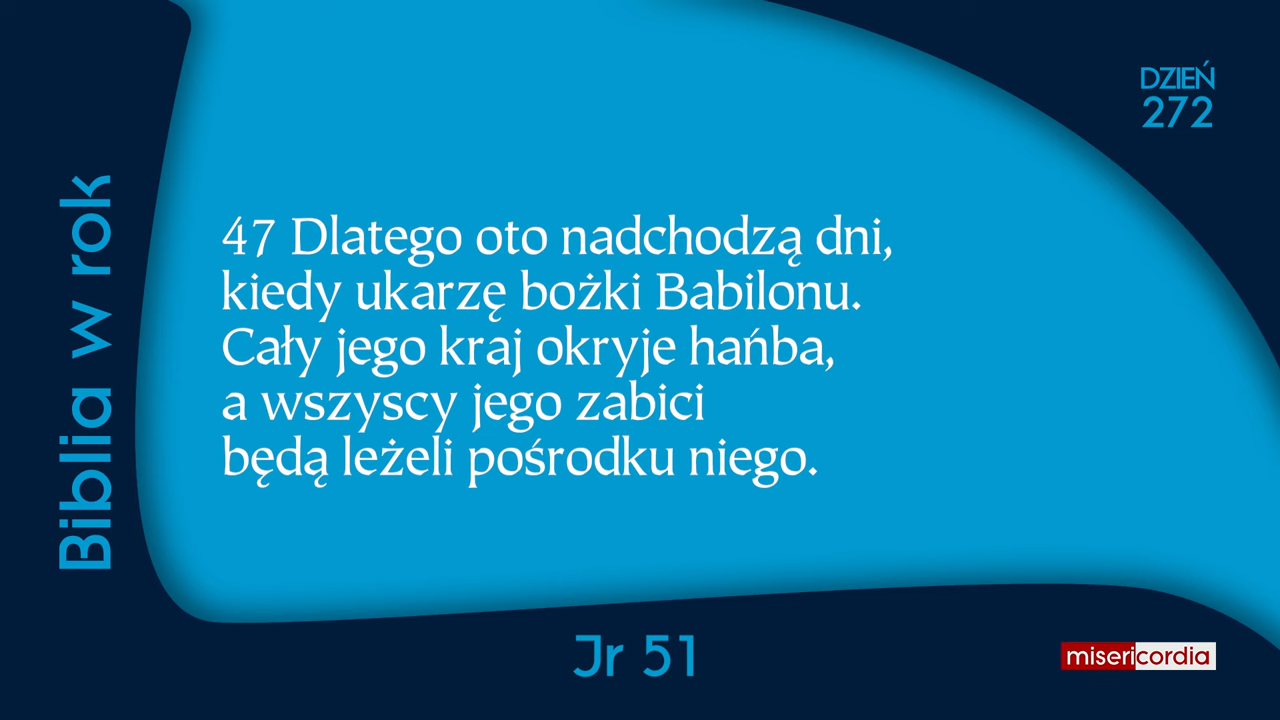 DZIEŃ
272
Biblia w rok
47 Dlatego oto nadchodzą dni,
kiedy ukarzę bożki Babilonu.
Cały jego kraj okryje hańba,
a wszyscy jego zabici
będą leżeli pośrodku niego.
Jr 51
misericordia